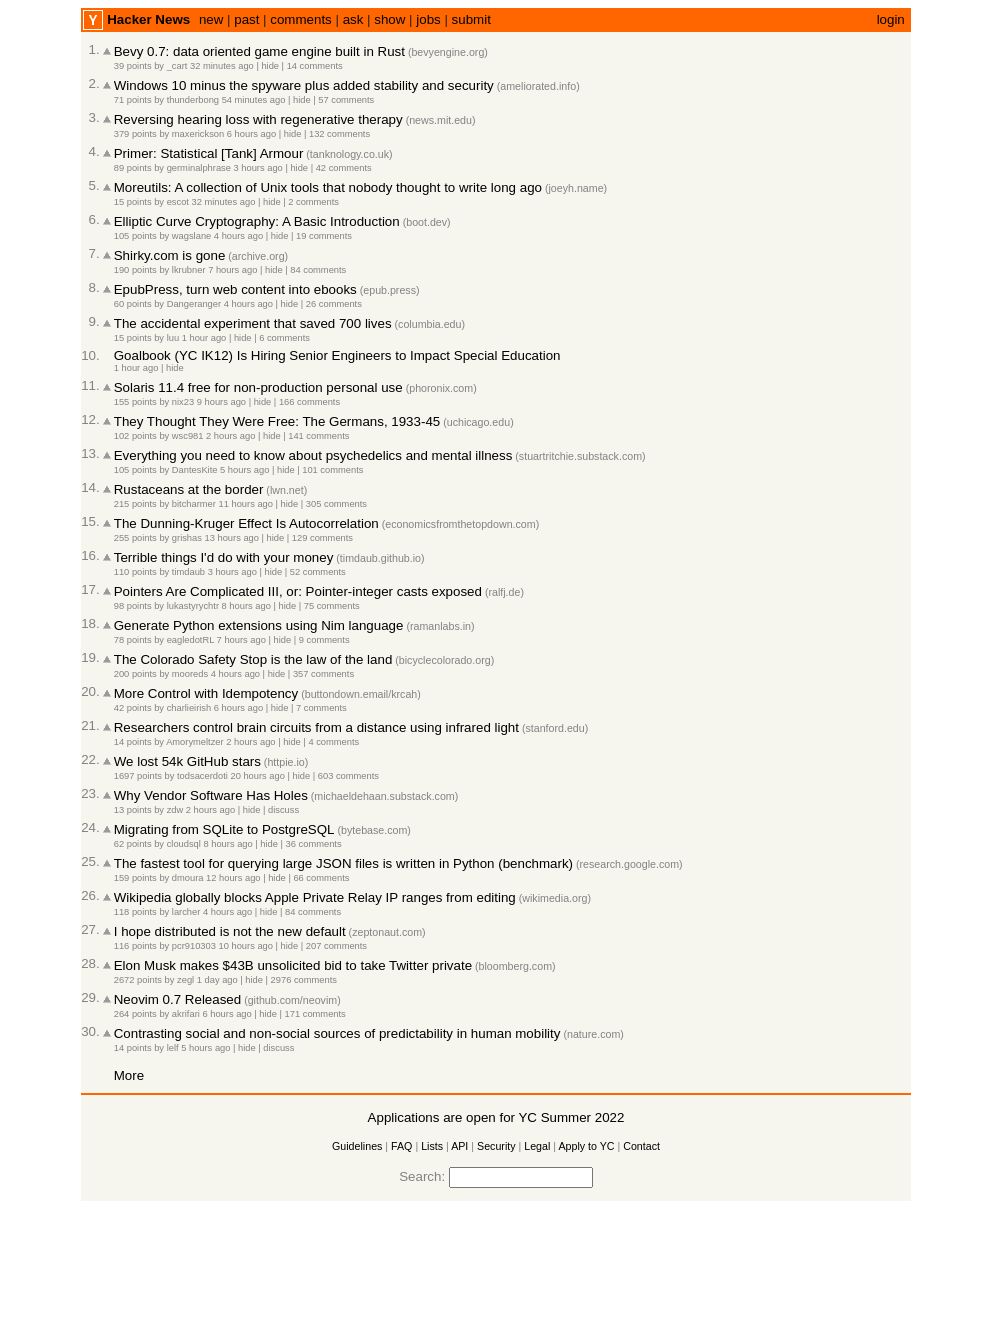 Y Hacker News new | past | comments | ask | show | jobs | submit login
1. Bevy 0.7: data oriented game engine built in Rust (bevyengine.org)
39 points by _cart 32 minutes ago | hide | 14 comments
2. Windows 10 minus the spyware plus added stability and security (ameliorated.info)
71 points by thunderbong 54 minutes ago | hide | 57 comments
3. Reversing hearing loss with regenerative therapy (news.mit.edu)
379 points by maxerickson 6 hours ago | hide | 132 comments
4. Primer: Statistical [Tank] Armour (tanknology.co.uk)
89 points by germinalphrase 3 hours ago | hide | 42 comments
5. Moreutils: A collection of Unix tools that nobody thought to write long ago (joeyh.name)
15 points by escot 32 minutes ago | hide | 2 comments
6. Elliptic Curve Cryptography: A Basic Introduction (boot.dev)
105 points by wagslane 4 hours ago | hide | 19 comments
7. Shirky.com is gone (archive.org)
190 points by lkrubner 7 hours ago | hide | 84 comments
8. EpubPress, turn web content into ebooks (epub.press)
60 points by Dangeranger 4 hours ago | hide | 26 comments
9. The accidental experiment that saved 700 lives (columbia.edu)
15 points by luu 1 hour ago | hide | 6 comments
10. Goalbook (YC IK12) Is Hiring Senior Engineers to Impact Special Education
1 hour ago | hide
11. Solaris 11.4 free for non-production personal use (phoronix.com)
155 points by nix23 9 hours ago | hide | 166 comments
12. They Thought They Were Free: The Germans, 1933-45 (uchicago.edu)
102 points by wsc981 2 hours ago | hide | 141 comments
13. Everything you need to know about psychedelics and mental illness (stuartritchie.substack.com)
105 points by DantesKite 5 hours ago | hide | 101 comments
14. Rustaceans at the border (lwn.net)
215 points by bitcharmer 11 hours ago | hide | 305 comments
15. The Dunning-Kruger Effect Is Autocorrelation (economicsfromthetopdown.com)
255 points by grishas 13 hours ago | hide | 129 comments
16. Terrible things I'd do with your money (timdaub.github.io)
110 points by timdaub 3 hours ago | hide | 52 comments
17. Pointers Are Complicated III, or: Pointer-integer casts exposed (ralfj.de)
98 points by lukastyrychtr 8 hours ago | hide | 75 comments
18. Generate Python extensions using Nim language (ramanlabs.in)
78 points by eagledotRL 7 hours ago | hide | 9 comments
19. The Colorado Safety Stop is the law of the land (bicyclecolorado.org)
200 points by mooreds 4 hours ago | hide | 357 comments
20. More Control with Idempotency (buttondown.email/krcah)
42 points by charlieirish 6 hours ago | hide | 7 comments
21. Researchers control brain circuits from a distance using infrared light (stanford.edu)
14 points by Amorymeltzer 2 hours ago | hide | 4 comments
22. We lost 54k GitHub stars (httpie.io)
1697 points by todsacerdoti 20 hours ago | hide | 603 comments
23. Why Vendor Software Has Holes (michaeldehaan.substack.com)
13 points by zdw 2 hours ago | hide | discuss
24. Migrating from SQLite to PostgreSQL (bytebase.com)
62 points by cloudsql 8 hours ago | hide | 36 comments
25. The fastest tool for querying large JSON files is written in Python (benchmark) (research.google.com)
159 points by dmoura 12 hours ago | hide | 66 comments
26. Wikipedia globally blocks Apple Private Relay IP ranges from editing (wikimedia.org)
118 points by larcher 4 hours ago | hide | 84 comments
27. I hope distributed is not the new default (zeptonaut.com)
116 points by pcr910303 10 hours ago | hide | 207 comments
28. Elon Musk makes $43B unsolicited bid to take Twitter private (bloomberg.com)
2672 points by zegl 1 day ago | hide | 2976 comments
29. Neovim 0.7 Released (github.com/neovim)
264 points by akrifari 6 hours ago | hide | 171 comments
30. Contrasting social and non-social sources of predictability in human mobility (nature.com)
14 points by lelf 5 hours ago | hide | discuss
More
Applications are open for YC Summer 2022
Guidelines | FAQ | Lists | API | Security | Legal | Apply to YC | Contact
Search: